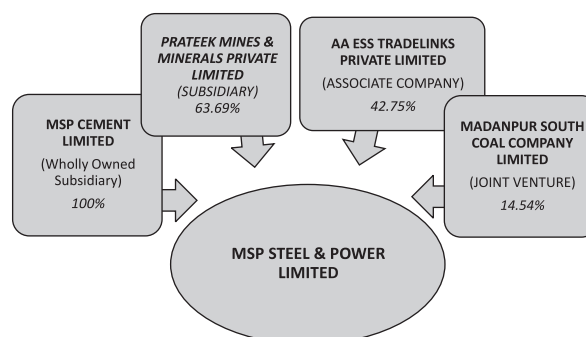 MSP CEMENT
LIMITED
(Wholly Owned
Subsidiary)
100%
PRATEEK MINES &
MINERALS PRIVATE
LIMITED
(SUBSIDIARY)
63.69%
AA ESS TRADELINKS
PRIVATE LIMITED
(ASSOCIATE COMPANY)
42.75%
MADANPUR SOUTH
COAL COMPANY
LIMITED
(JOINT VENTURE)
14.54%
MSP STEEL & POWER
LIMITED